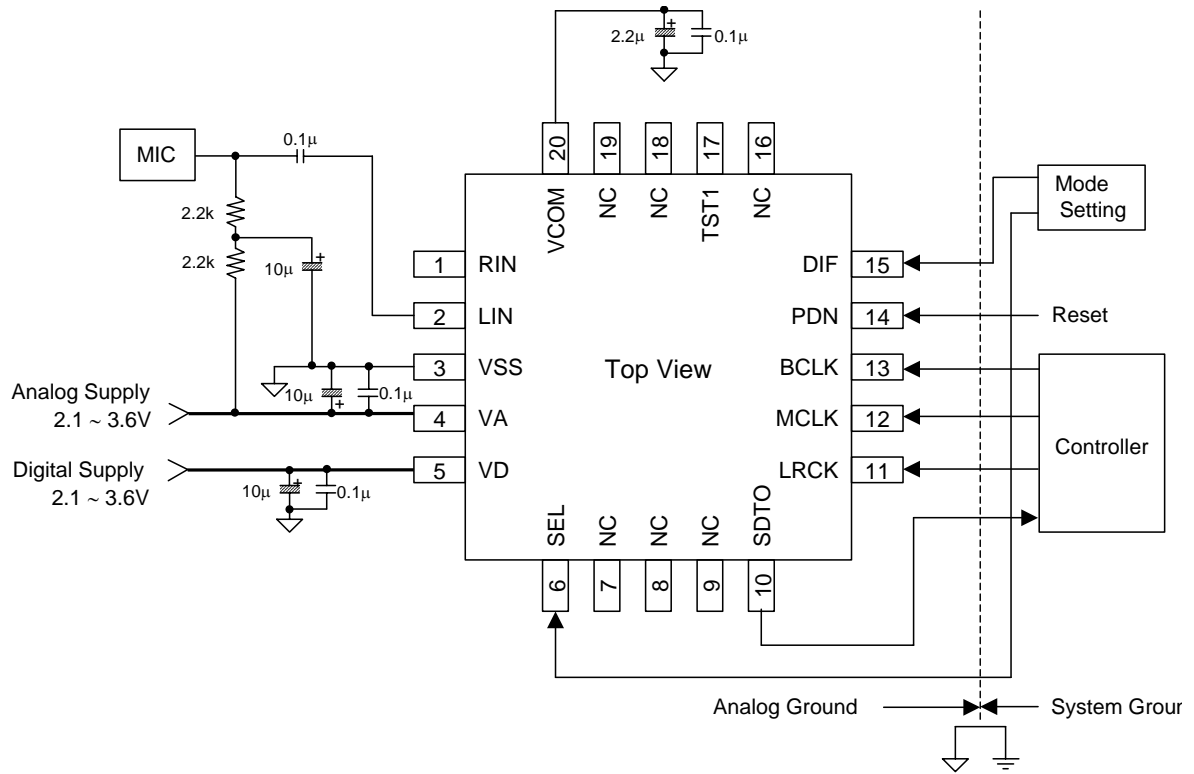 2.2μ
+
0.1μ
MIC
0.1μ
2.2k
2.2k
10μ
+
20
19
18
17
16
VCOM
NC
NC
TST1
NC
Mode
Setting
1
RIN
DIF
15
2
LIN
PDN
14
Reset
3
VSS
Top View
BCLK
13
10μ
+
0.1μ
Analog Supply
2.1 ~ 3.6V
4
VA
MCLK
12
Controller
Digital Supply
2.1 ~ 3.6V
5
VD
LRCK
11
10μ
+
0.1μ
SEL
NC
NC
NC
SDTO
6
7
8
9
10
Analog Ground
System Groun